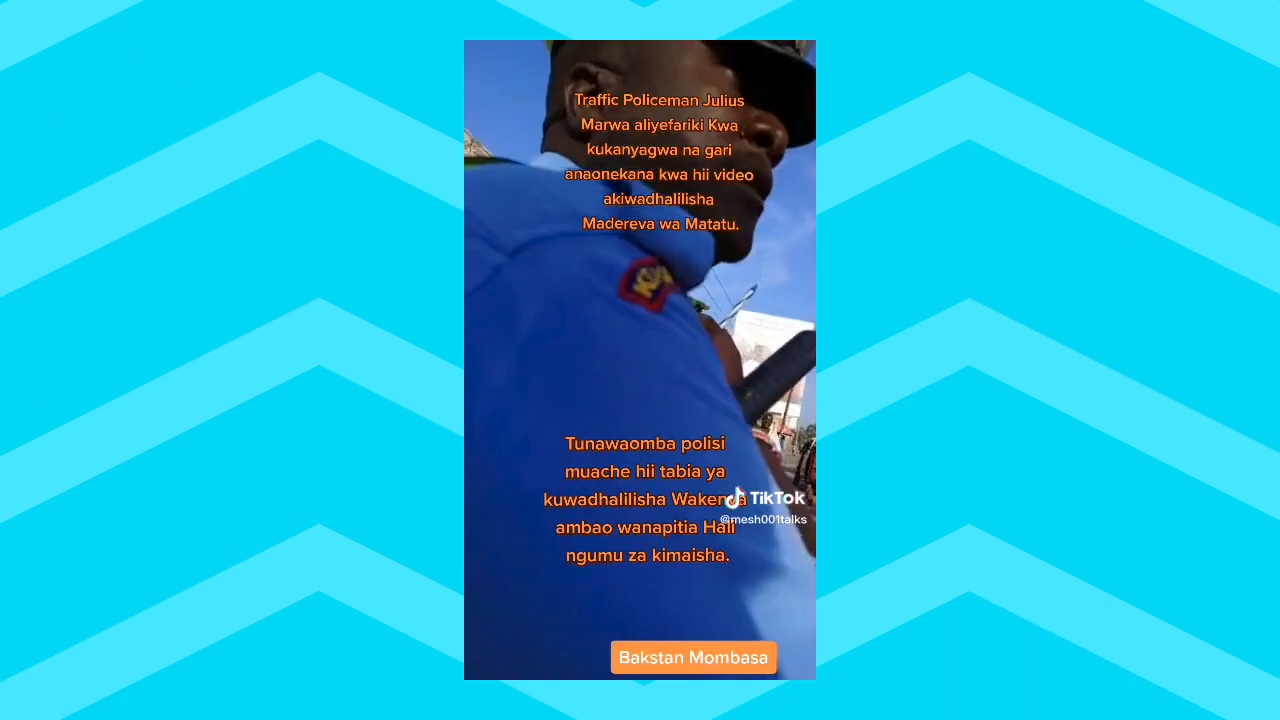 Traffic Policeman Julius
Marwa aliyefariki Kwa
kukanyagwa na gari
anaonekana kwa hii video
akiwadhalilisha
Madereva wa Matatu.
Tunawaomba polisi
muache hii tabia ya
kuwadhalilisha Wakenya
ambao wanapitia Hali
ngumu za kimaisha.
TikTok
@mesh001talks
Bakstan Mombasa